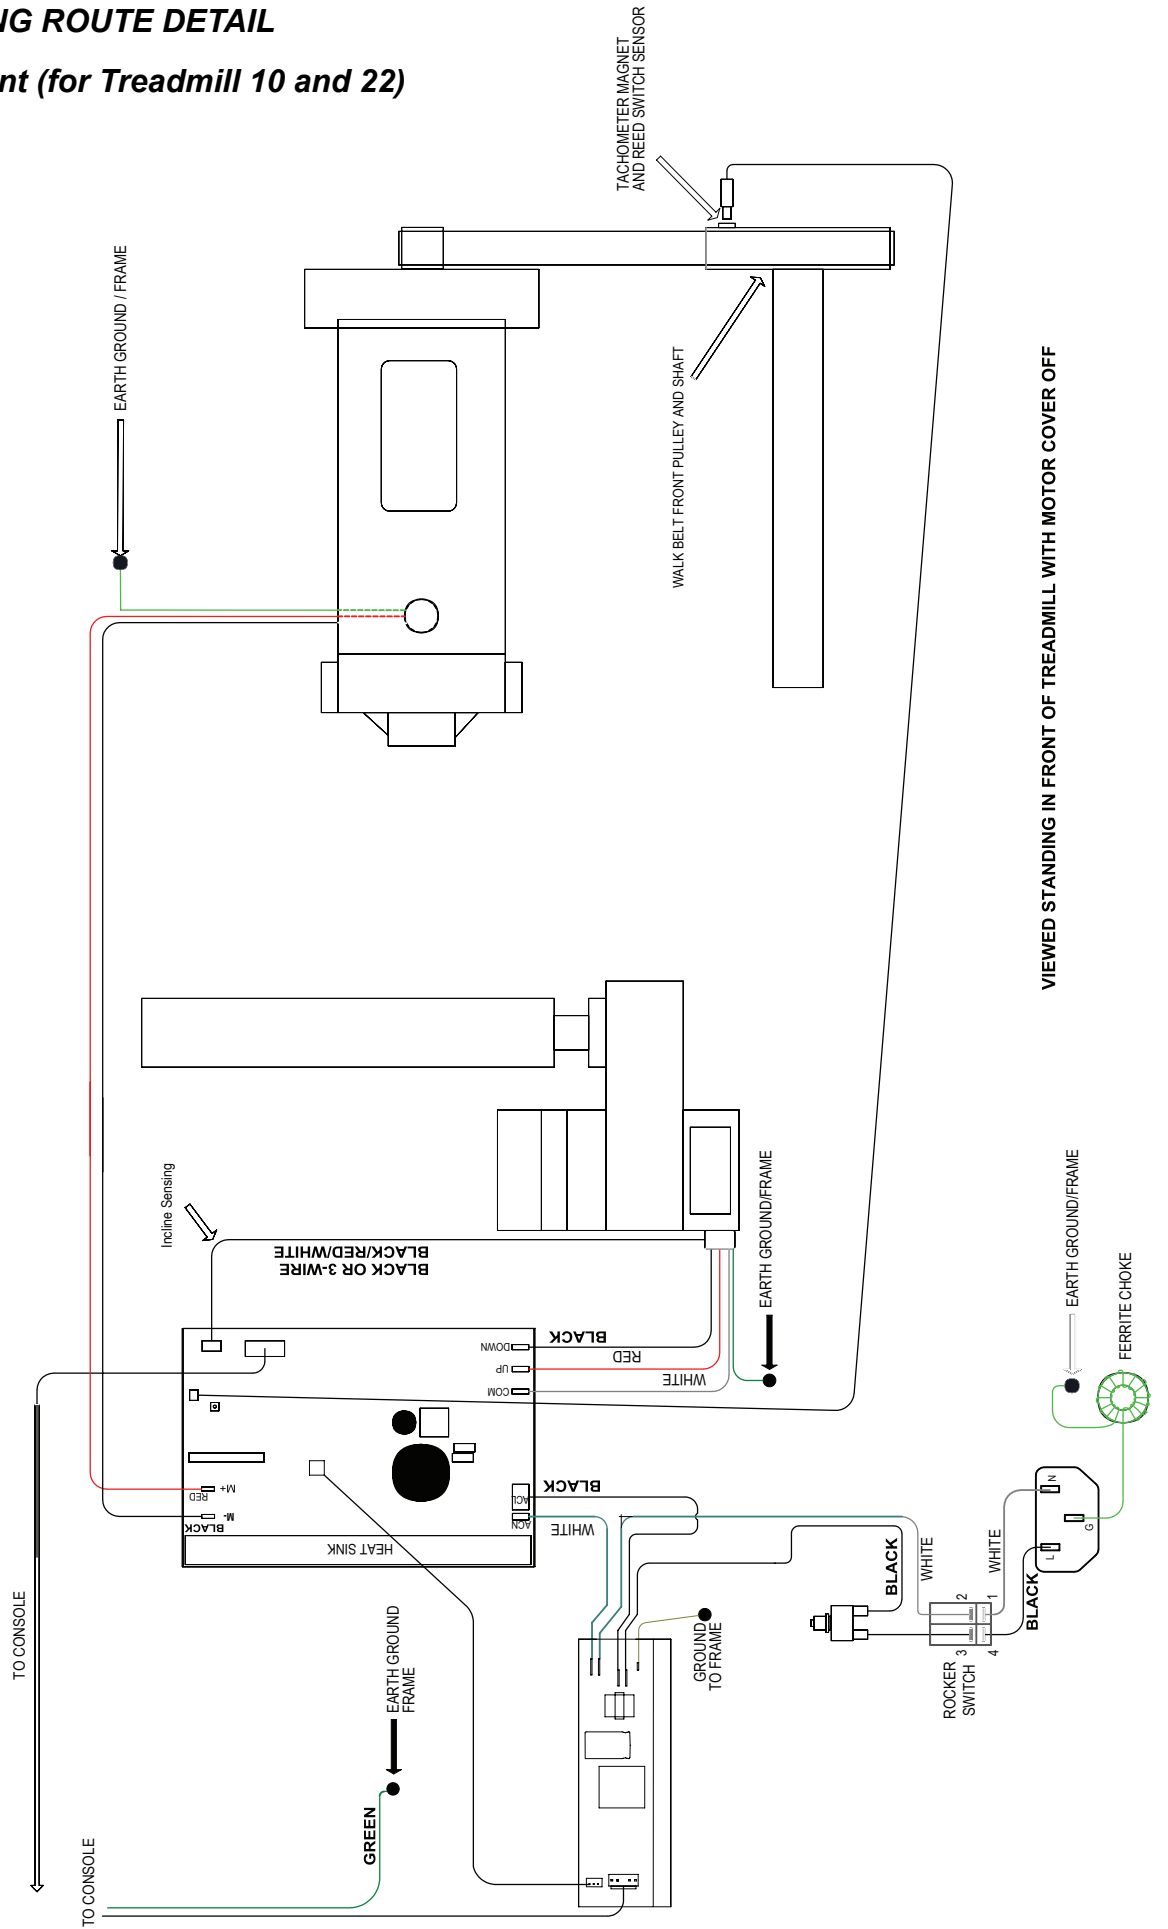 NG ROUTE DETAIL
nt (for Treadmill 10 and 22)
TACHOMETER MAGNET
AND REED SWITCH SENSOR
EARTH GROUND / FRAME
WALK BELT FRONT PULLEY AND SHAFT
VIEWED STANDING IN FRONT OF TREADMILL WITH MOTOR COVER OFF
Incline Sensing
BLACK OR 3-WIRE
BLACK/RED/WHITE
EARTH GROUND/FRAME
EARTH GROUND/FRAME
FERRITE CHOKE
DOWN
BLACK
UP
RED
COM
WHITE
M+
RED
M-
BLACK
HEAT SINK
ACL
BLACK
ACN
WHITE
TO CONSOLE
EARTH GROUND
FRAME
GREEN
TO CONSOLE
GROUND
TO FRAME
BLACK
WHITE
WHITE
BLACK
N
G
L
2
1
3
4
ROCKER
SWITCH